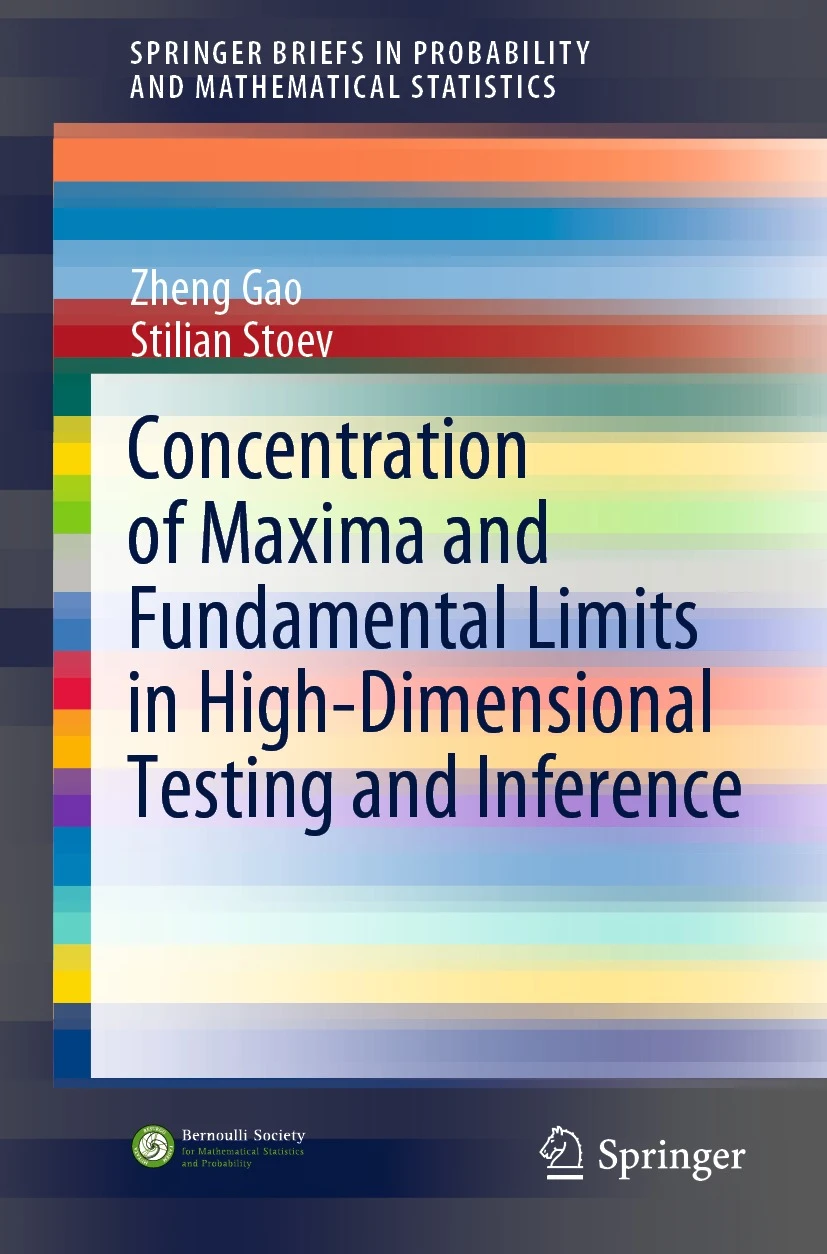 SPRINGER BRIEFS IN PROBABILITY
AND MATHEMATICAL STATISTICS
Zheng Gao
Stilian Stoev
Concentration
of Maxima and
Fundamental Limits
in High-Dimensional
Testing and Inference
Bernoulli Society
for Mathematical Statistics
and Probability
Springer